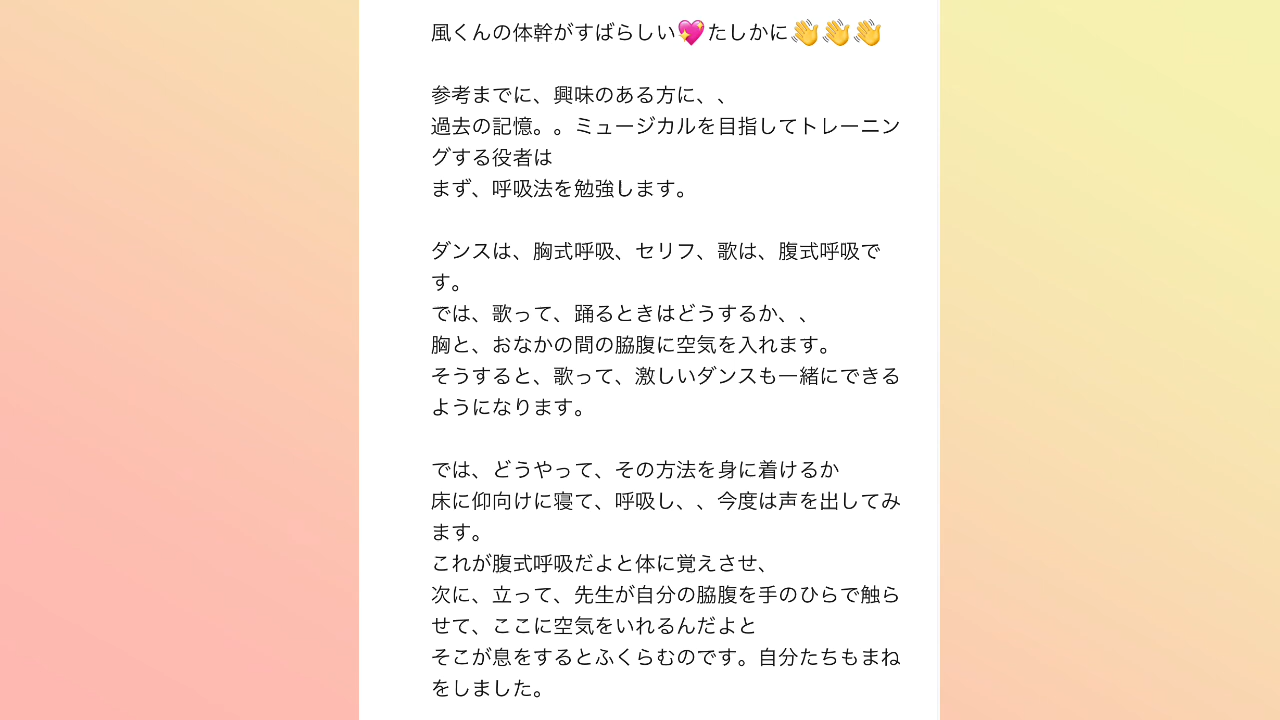 風くんの体幹がすばらしい💖たしかに👋👋👋
参考までに、興味のある方に、、
過去の記憶。。ミュージカルを目指してトレーニン
グする役者は
まず、呼吸法を勉強します。
ダンスは、胸式呼吸、セリフ、歌は、腹式呼吸で
す。
では、歌って、踊るときはどうするか、、
胸と、おなかの間の脇腹に空気を入れます。
そうすると、歌って、激しいダンスも一緒にできる
ようになります。
では、どうやって、その方法を身に着けるか
床に仰向けに寝て、呼吸し、、今度は声を出してみ
ます。
これが腹式呼吸だよと体に覚えさせ、
次に、立って、先生が自分の脇腹を手のひらで触ら
せて、ここに空気をいれるんだよと
そこが息をするとふくらむのです。自分たちもまね
をしました。